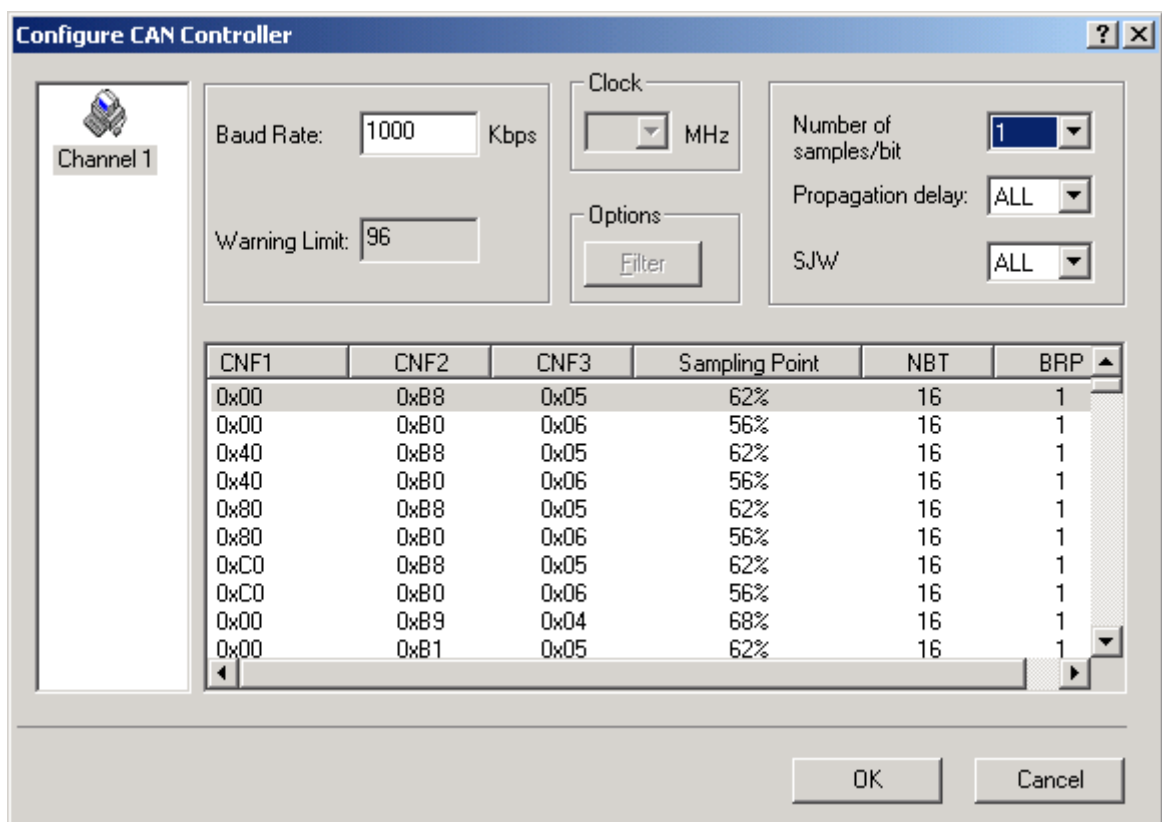 Configure CAN Controller
Channel 1
Baud Rate: 1000 Kbps
Warning Limit: 96
Clock
MHz
Options
Filter
Number of
samples/bit
1
Propagation delay: ALL
SJW ALL
CNF1 CNF2 CNF3 Sampling Point NBT BRP
0x00 0xB8 0x05 62% 16 1
0x00 0xB0 0x06 56% 16 1
0x40 0xB8 0x05 62% 16 1
0x40 0xB0 0x06 56% 16 1
0x80 0xB8 0x05 62% 16 1
0x80 0xB0 0x06 56% 16 1
0xC0 0xB8 0x05 62% 16 1
0xC0 0xB0 0x06 56% 16 1
0x00 0xB9 0x04 68% 16 1
0x00 0xB1 0x05 62% 16 1
OK Cancel